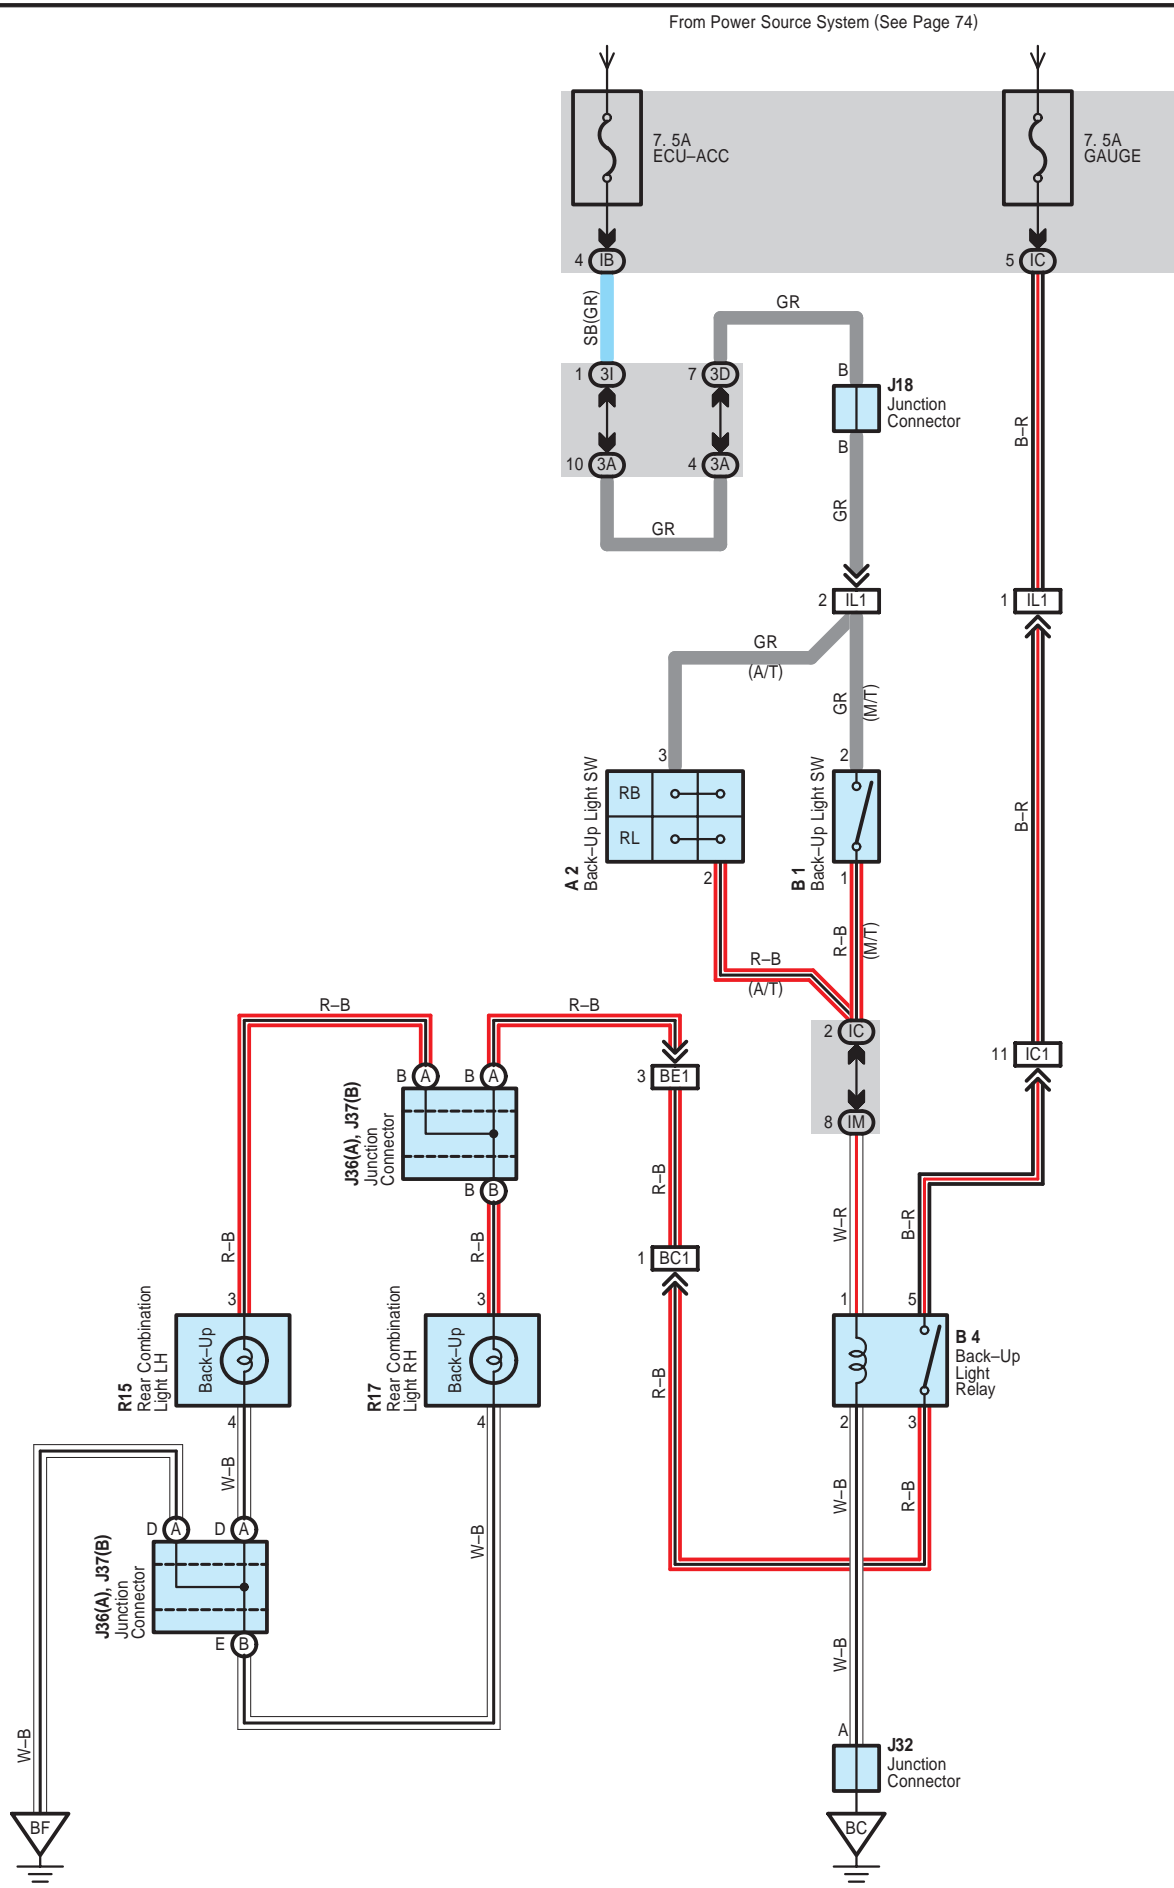 From Power Source System (See Page 74)
7. 5A
ECU–ACC
7. 5A
GAUGE
4 IB
5 IC
SB(GR)
GR
1 3I
7 3D
B
J18
Junction
Connector
B–R
10 3A
4 3A
B
GR
GR
2 IL1
1 IL1
GR
(A/T)
GR
(M/T)
3
2
A 2
Back–Up Light SW
RB
RL
B 1
Back–Up Light SW
B–R
2
1
R–B
(A/T)
R–B
(M/T)
R–B
R–B
2 IC
11 IC1
B A
B A
3 BE1
J36(A), J37(B)
Junction
Connector
8 IM
B B
R–B
R–B
R–B
1 BC1
W–R
B–R
3
3
1
5
R15
Rear Combination
Light LH
Back–Up
R17
Rear Combination
Light RH
Back–Up
R–B
B 4
Back–Up
Light
Relay
4
4
2
3
W–B
W–B
W–B
R–B
D A
D A
J36(A), J37(B)
Junction
Connector
E B
W–B
W–B
A
J32
Junction
Connector
BF
BC